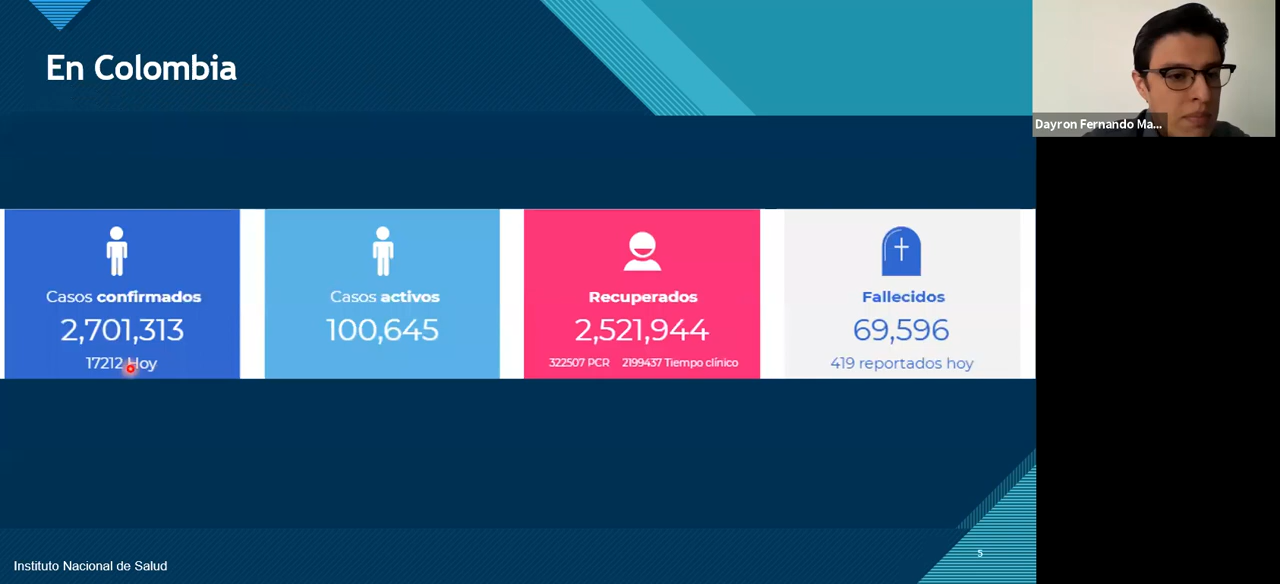 En Colombia
Dayron Fernando Ma...
Casos confirmados
2,701,313
17212 Hoy
Casos activos
100,645
Recuperados
2,521,944
322507 PCR 2199437 Tiempo clínico
Fallecidos
69,596
419 reportados hoy
5
Instituto Nacional de Salud